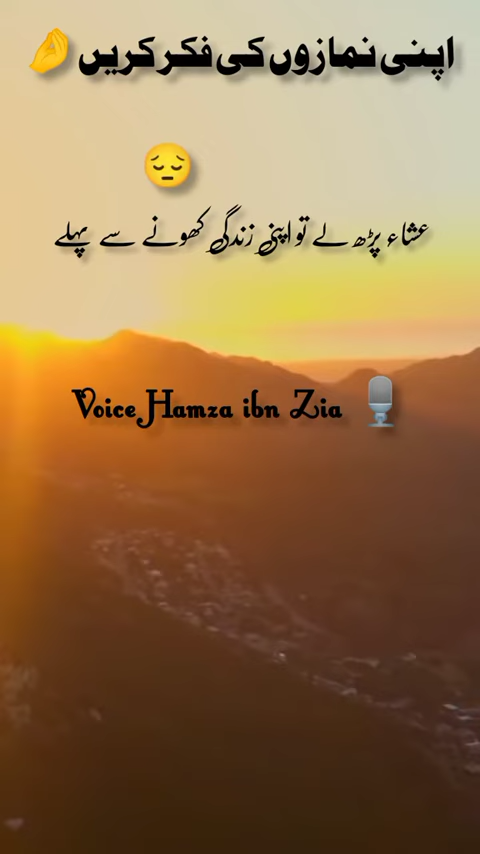 اپنی نمازوں کی فکر کریں 🤌
😔
عشاء پڑھ لے تو اپنی زندگی کھونے سے پہلے
Voice Hamza ibn Zia 🎙️